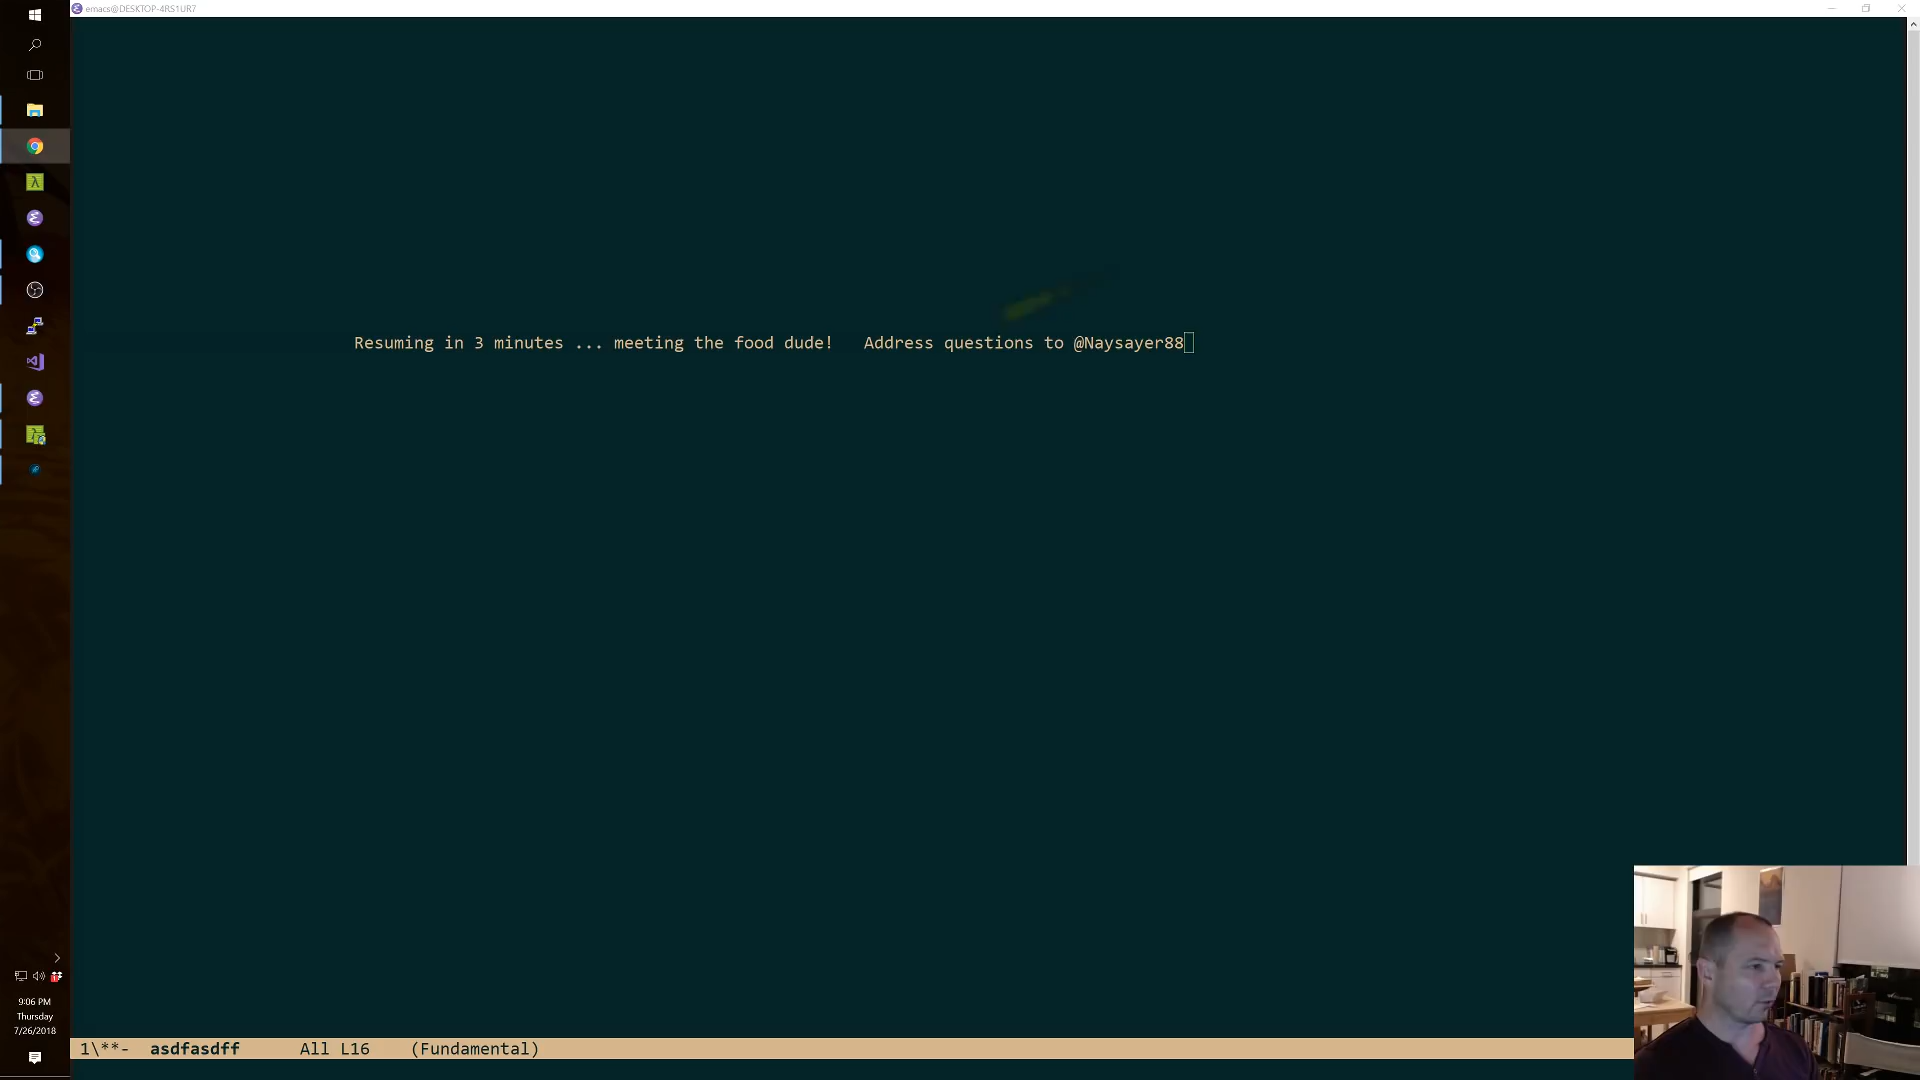 emacs@DESKTOP-4RS1UR7
Resuming in 3 minutes ... meeting the food dude!   Address questions to @Naysayer88
9:06 PM
Thursday
7/26/2018
1\**-  asdfasdff      All L16    (Fundamental)